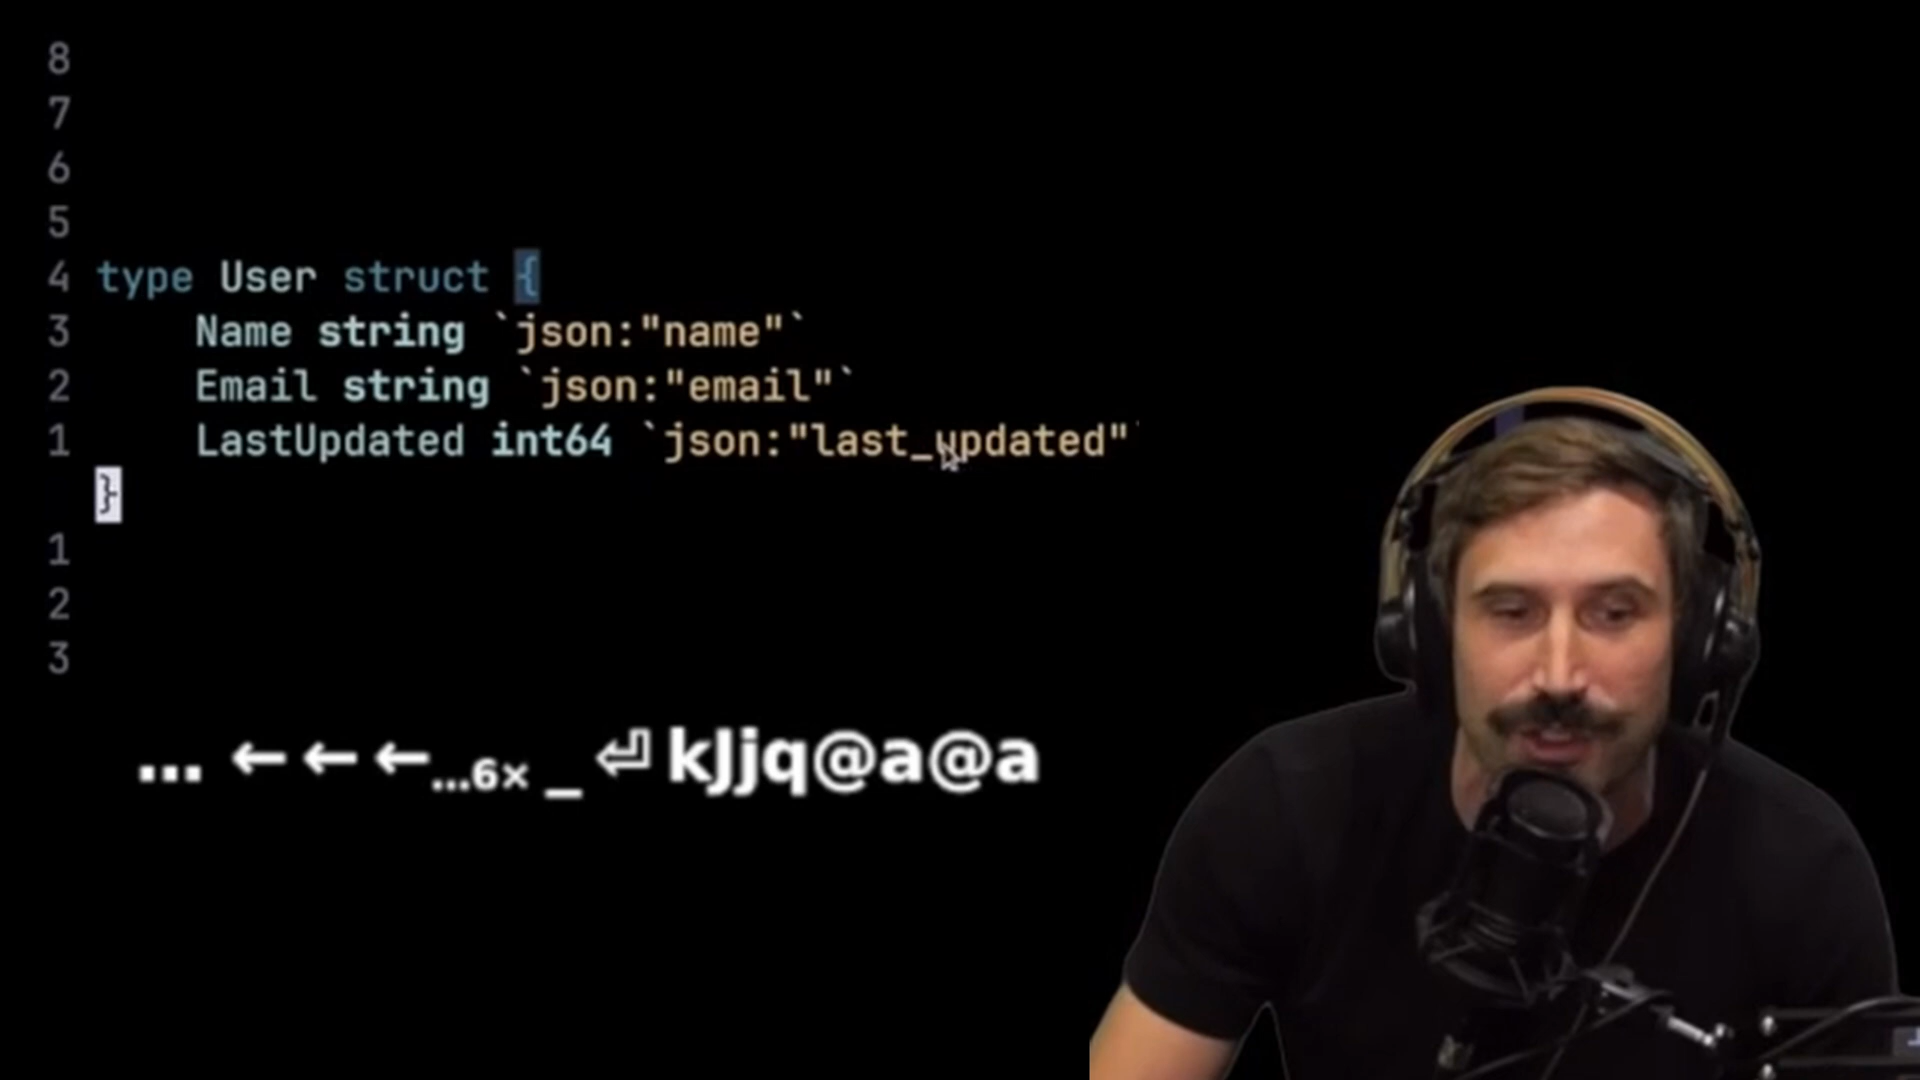 8
7
6
5
4 type User struct {
3 Name string `json:"name"`
2 Email string `json:"email"`
1 LastUpdated int64 `json:"last_updated"`
}
1
2
3
... ← ← ←...6× _ ⏎ kJjq@a@a